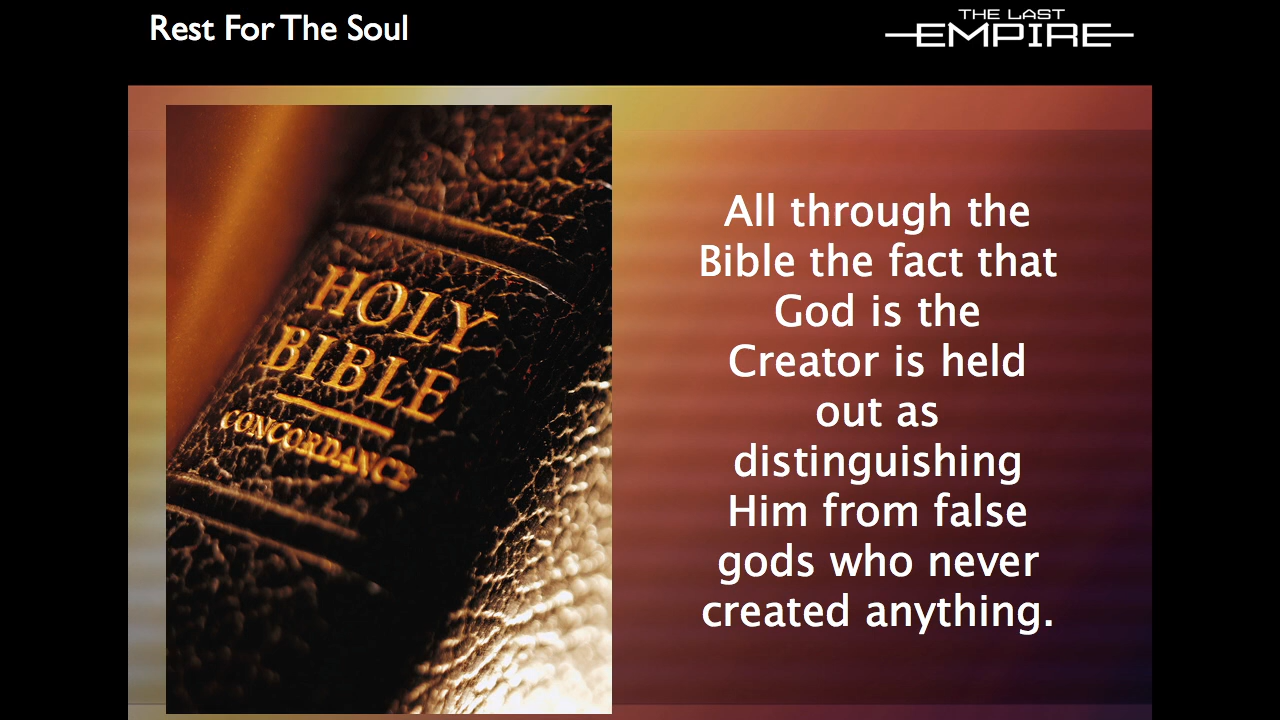 Rest For The Soul
THE LAST
EMPIRE
HOLY
BIBLE
CONCORDANCE
All through the
Bible the fact that
God is the
Creator is held
out as
distinguishing
Him from false
gods who never
created anything.